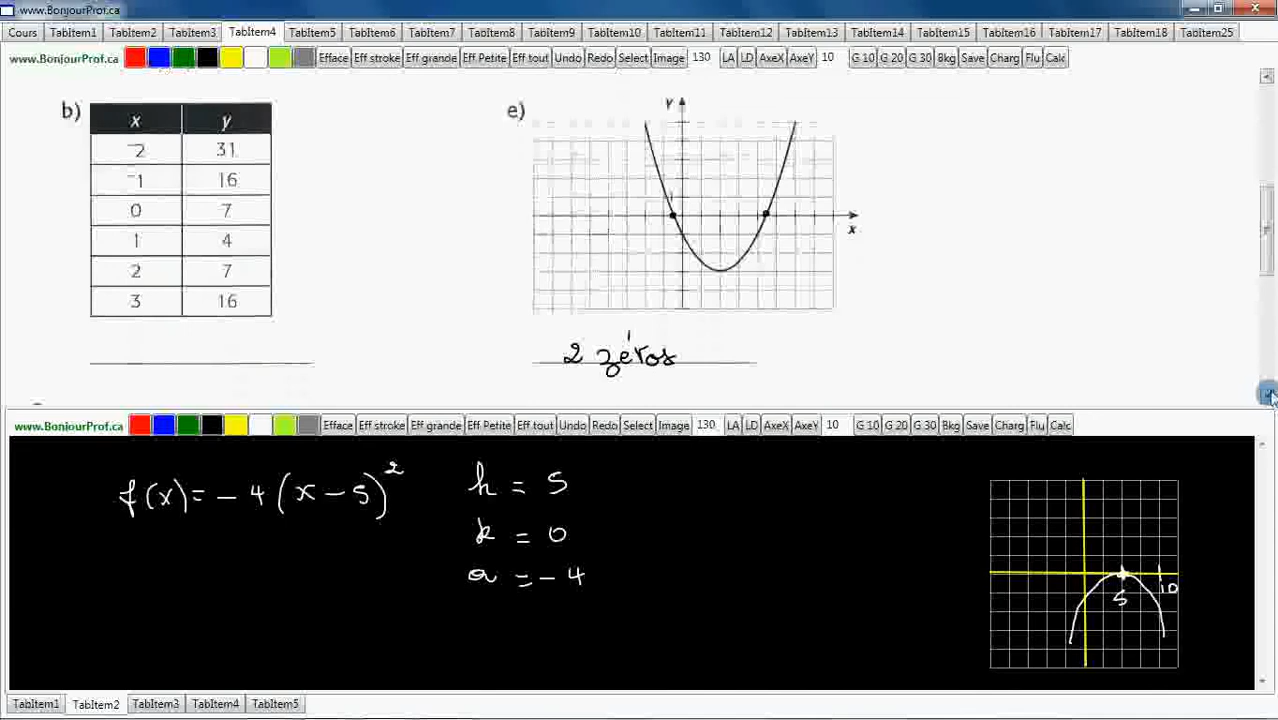 www.BonjourProf.ca
Cours TabItem1 TabItem2 TabItem3 TabItem4 TabItem5 TabItem6 TabItem7 TabItem8 TabItem9 TabItem10 TabItem11 TabItem12 TabItem13 TabItem14 TabItem15 TabItem16 TabItem17 TabItem18 TabItem25
www.BonjourProf.ca Efface Eff stroke Eff grande Eff Petite Eff tout Undo Redo Select Image 130 LA LD AxeX AxeY 10 G 10 G 20 G 30 Bkg Save Charg Flu Calc
b) e)
x y
-2 31
-1 16
0 7
1 4
2 7
3 16
y
1
x
2 zéros
www.BonjourProf.ca Efface Eff stroke Eff grande Eff Petite Eff tout Undo Redo Select Image 130 LA LD AxeX AxeY 10 G 10 G 20 G 30 Bkg Save Charg Flu Calc
f(x) = -4(x-5)² h = 5
k = 0
a = -4
5 10
TabItem1 TabItem2 TabItem3 TabItem4 TabItem5